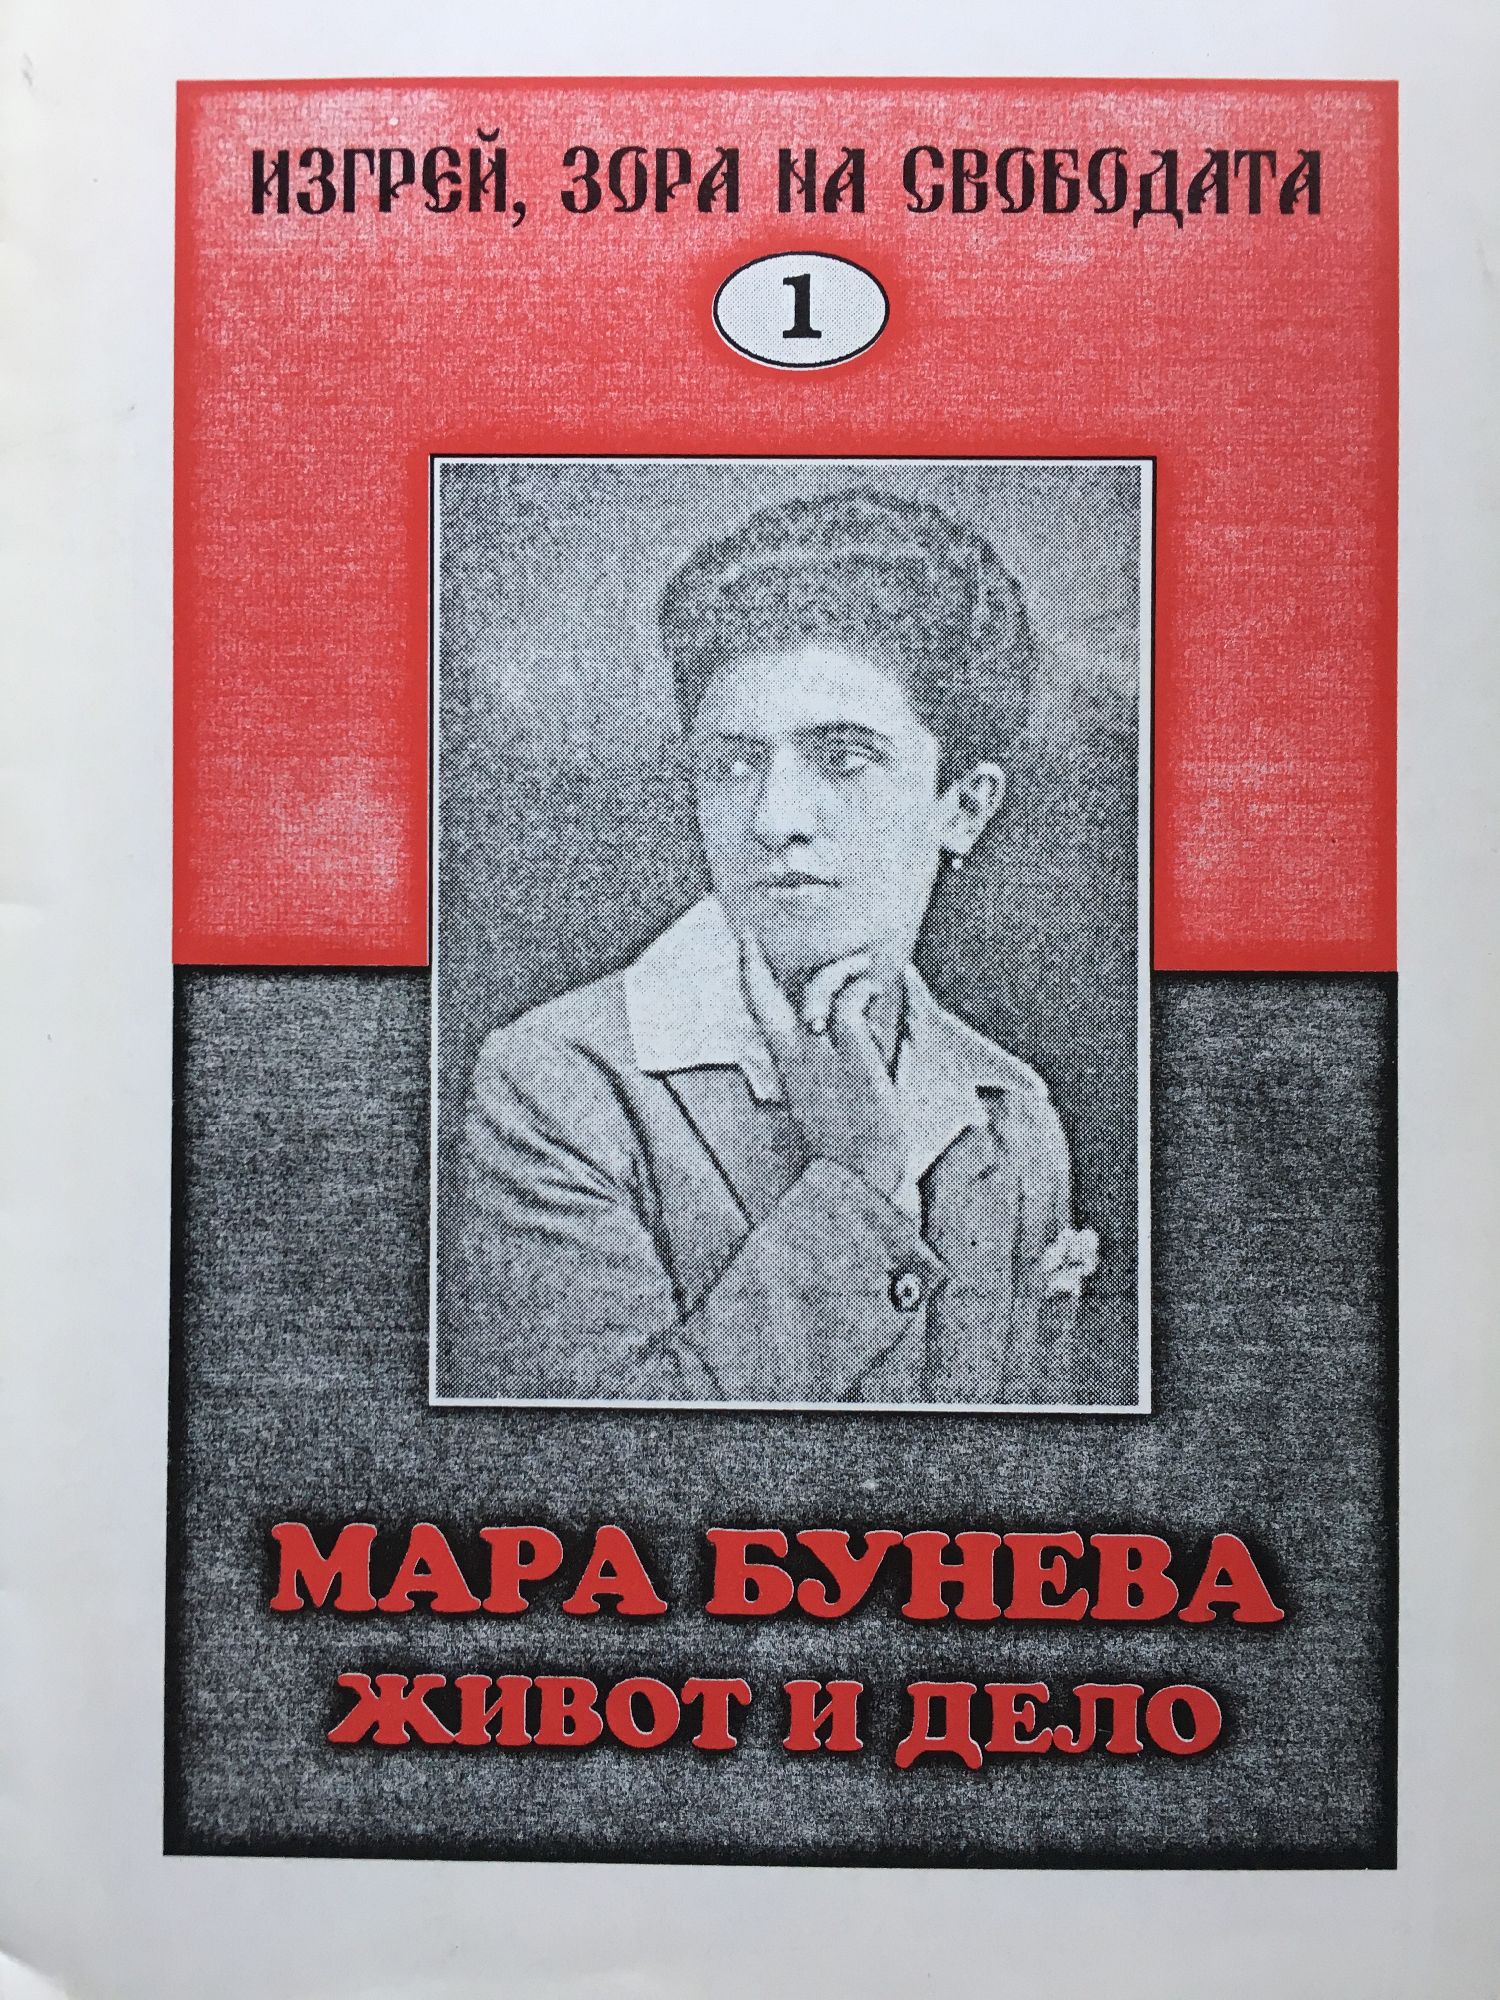 ИЗГРЕЙ, ЗОРА НА СВОБОДАТА
1
МАРА БУНЕВА
ЖИВОТ И ДЕЛО